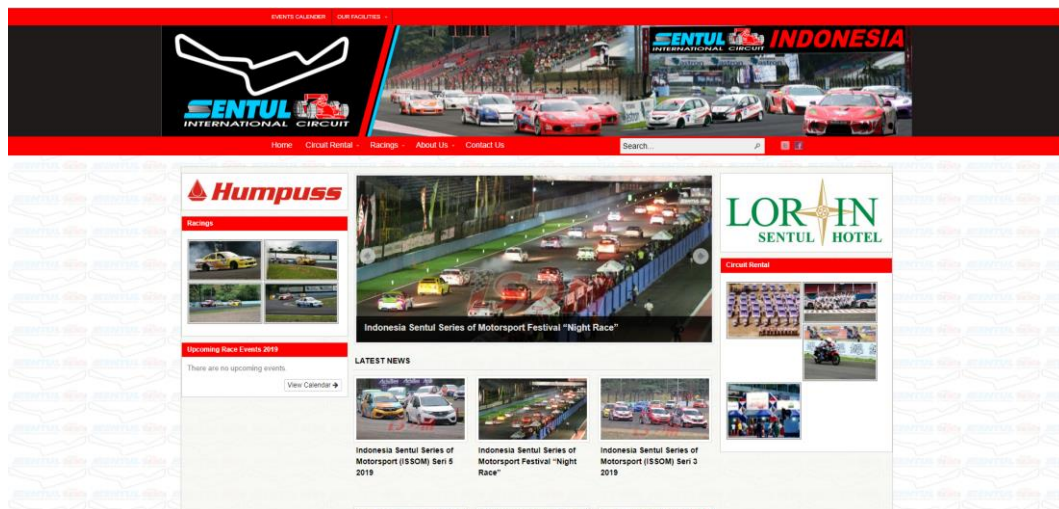 EVENTS CALENDER OUR FACILITIES
SENTUL
INTERNATIONAL CIRCUIT
SENTUL
INTERNATIONAL CIRCUIT
INDONESIA
Home Circuit Rental Racings About Us Contact Us Search...
Humpuss
LOR IN
SENTUL HOTEL
Racings
Circuit Rental
Indonesia Sentul Series of Motorsport Festival “Night Race”
Upcoming Race Events 2019
There are no upcoming events
View Calendar →
LATEST NEWS
Indonesia Sentul Series of
Motorsport (ISSOM) Seri 5
2019
Indonesia Sentul Series of
Motorsport Festival “Night
Race”
Indonesia Sentul Series of
Motorsport (ISSOM) Seri 3
2019